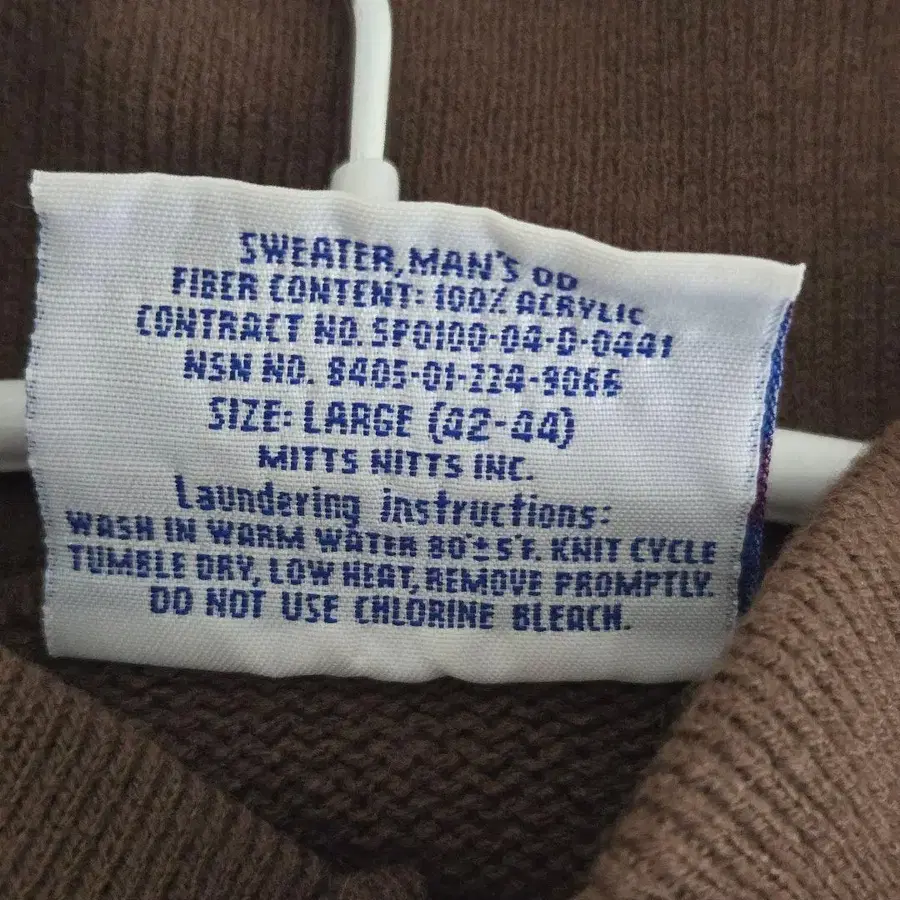 SWEATER, MAN'S OD
FIBER CONTENT: 100% ACRYLIC
CONTRACT NO. SP0100-04-D-0441
NSN NO. 8405-01-224-9066
SIZE: LARGE (42-44)
MITTS NITTS INC.
Laundering instructions:
WASH IN WARM WATER 80°±5°F. KNIT CYCLE
TUMBLE DRY, LOW HEAT, REMOVE PROMPTLY.
DO NOT USE CHLORINE BLEACH.